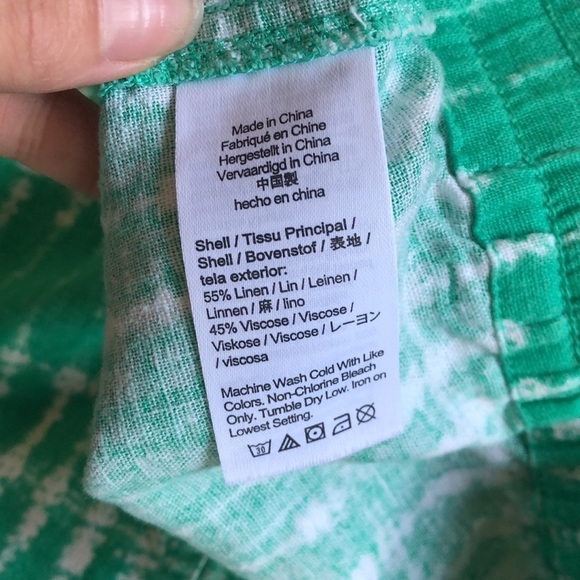 Made in China
Fabriqué en Chine
Hergestellt in China
Vervaardigd in China
中国製
hecho en china
Shell / Tissu Principal /
Shell / Bovenstof / 表地 /
tela exterior:
55% Linen / Lin / Leinen /
Linnen / 麻 / lino
45% Viscose / Viscose /
Viskose / Viscose / レーヨン
/ viscosa
Machine Wash Cold With Like
Colors. Non-Chlorine Bleach
Only. Tumble Dry Low. Iron on
Lowest Setting.
30